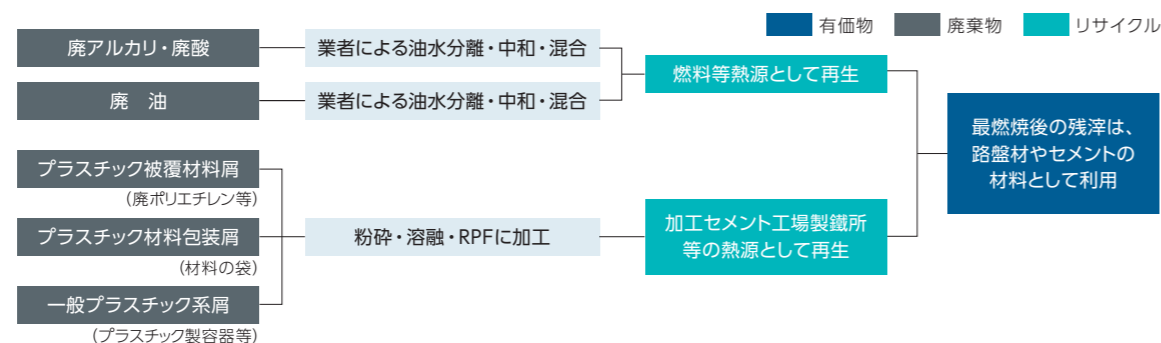 有価物 廃棄物 リサイクル
廃アルカリ・廃酸
業者による油水分離・中和・混合
廃 油
業者による油水分離・中和・混合
燃料等熱源として再生
プラスチック被覆材料屑
(廃ポリエチレン等)
プラスチック材料包装屑
(材料の袋)
一般プラスチック系屑
(プラスチック製容器等)
粉砕・溶融・RPFに加工
加工セメント工場製鐵所
等の熱源として再生
最燃焼後の残滓は、
路盤材やセメントの
材料として利用